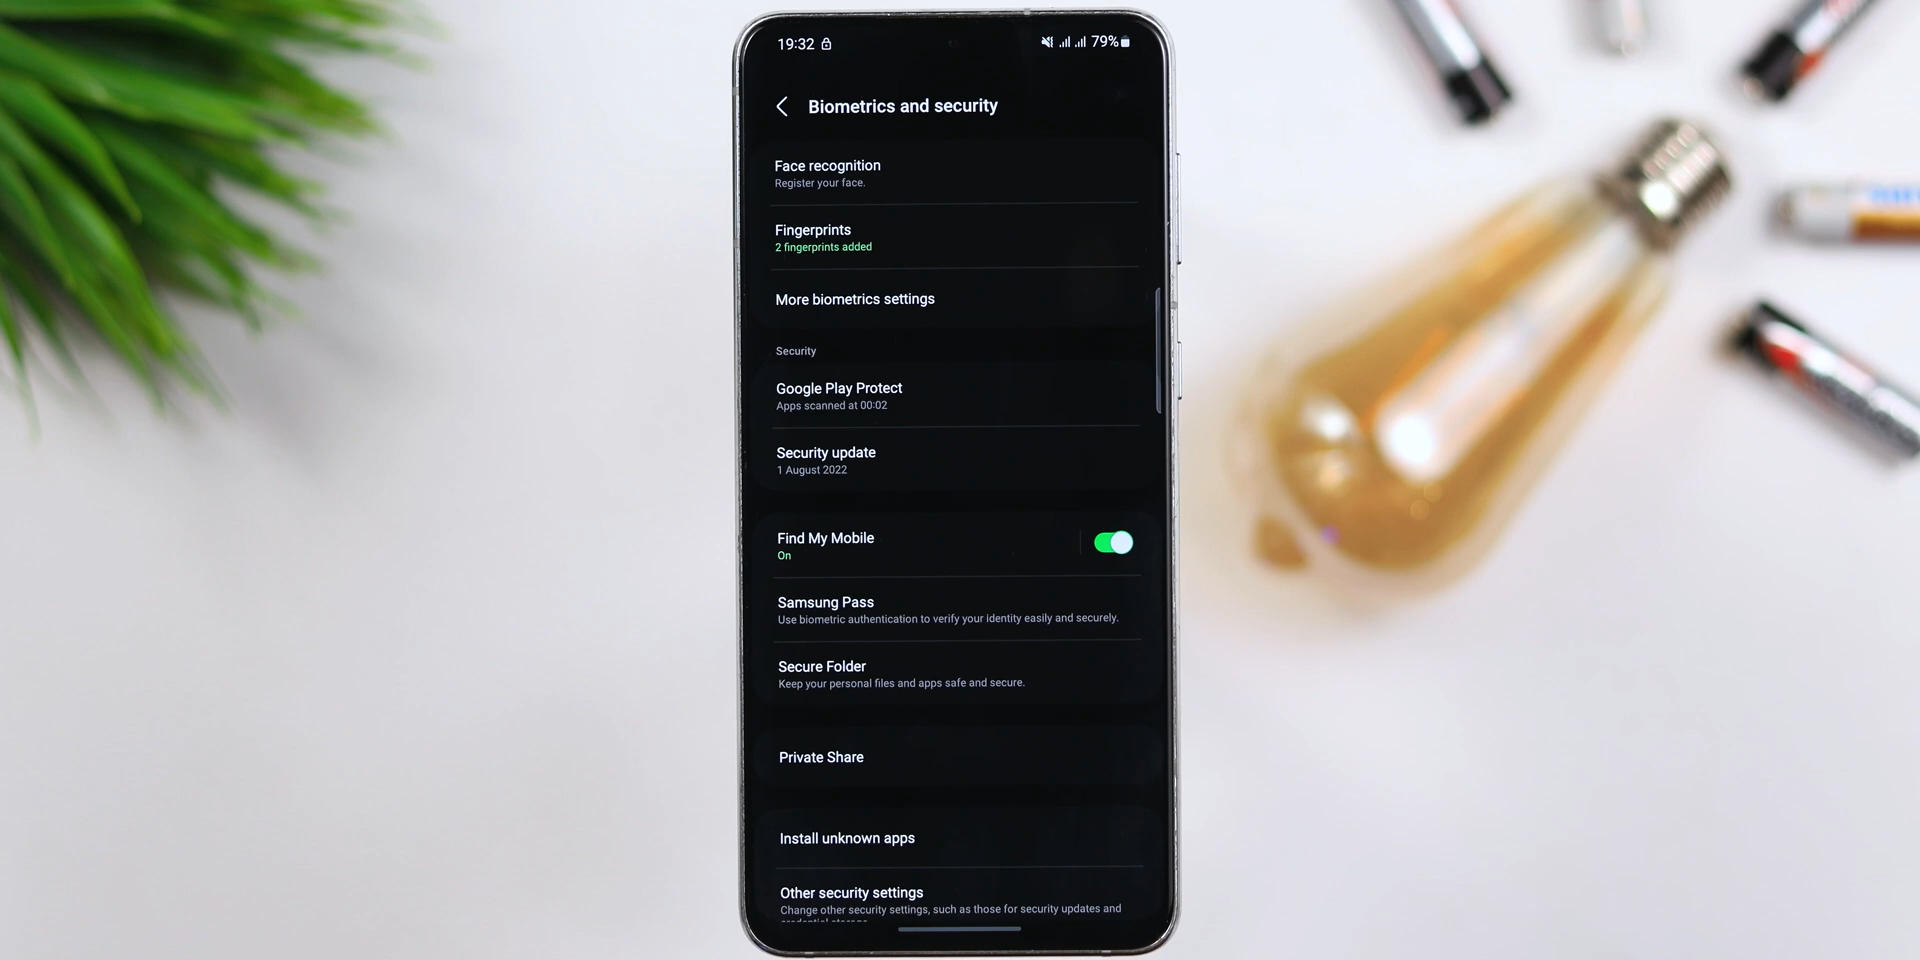 19:32
79%
Biometrics and security
Face recognition
Register your face.
Fingerprints
2 fingerprints added
More biometrics settings
Security
Google Play Protect
Apps scanned at 00:02
Security update
1 August 2022
Find My Mobile
On
Samsung Pass
Use biometric authentication to verify your identity easily and securely.
Secure Folder
Keep your personal files and apps safe and secure.
Private Share
Install unknown apps
Other security settings
Change other security settings, such as those for security updates and